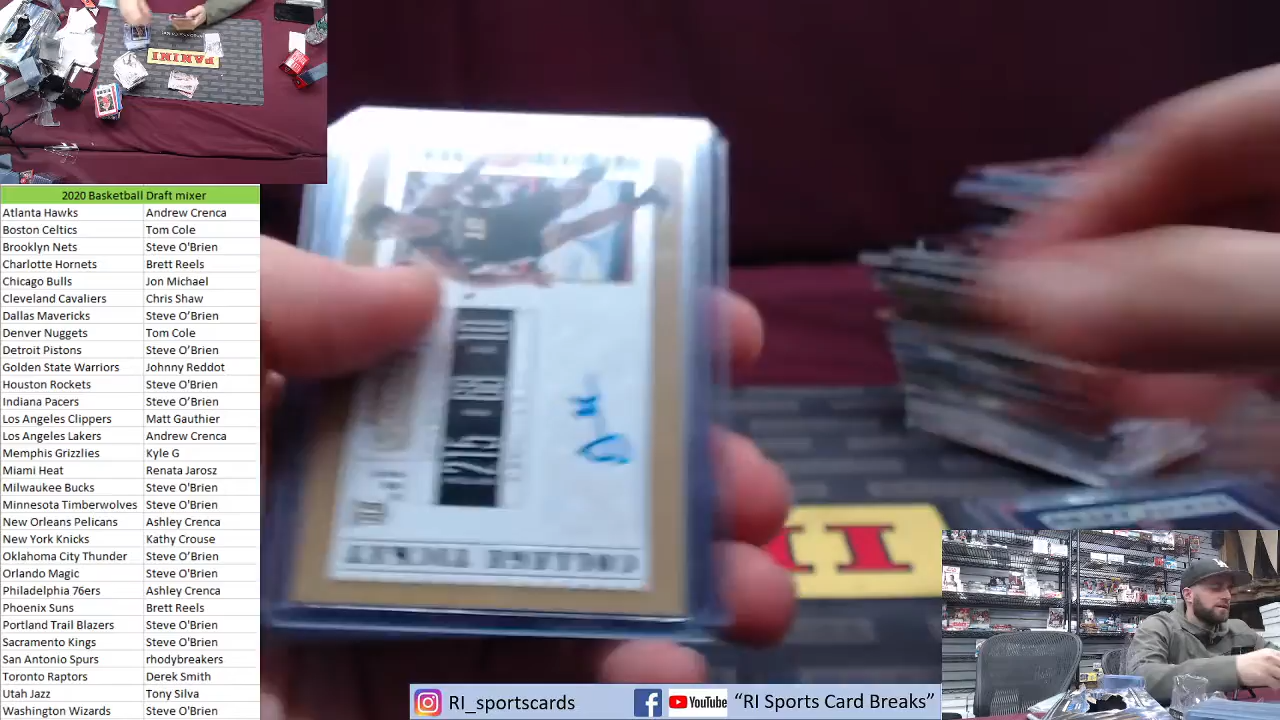 PANINI
2020 Basketball Draft mixer
Atlanta Hawks Andrew Crenca
Boston Celtics Tom Cole
Brooklyn Nets Steve O'Brien
Charlotte Hornets Brett Reels
Chicago Bulls Jon Michael
Cleveland Cavaliers Chris Shaw
Dallas Mavericks Steve O'Brien
Denver Nuggets Tom Cole
Detroit Pistons Steve O'Brien
Golden State Warriors Johnny Reddot
Houston Rockets Steve O'Brien
Indiana Pacers Steve O'Brien
Los Angeles Clippers Matt Gauthier
Los Angeles Lakers Andrew Crenca
Memphis Grizzlies Kyle G
Miami Heat Renata Jarosz
Milwaukee Bucks Steve O'Brien
Minnesota Timberwolves Steve O'Brien
New Orleans Pelicans Ashley Crenca
New York Knicks Kathy Crouse
Oklahoma City Thunder Steve O'Brien
Orlando Magic Steve O'Brien
Philadelphia 76ers Ashley Crenca
Phoenix Suns Brett Reels
Portland Trail Blazers Steve O'Brien
Sacramento Kings Steve O'Brien
San Antonio Spurs rhodybreakers
Toronto Raptors Derek Smith
Utah Jazz Tony Silva
Washington Wizards Steve O'Brien
COLLEGE TICKET
RI_sportscards
YouTube "RI Sports Card Breaks"